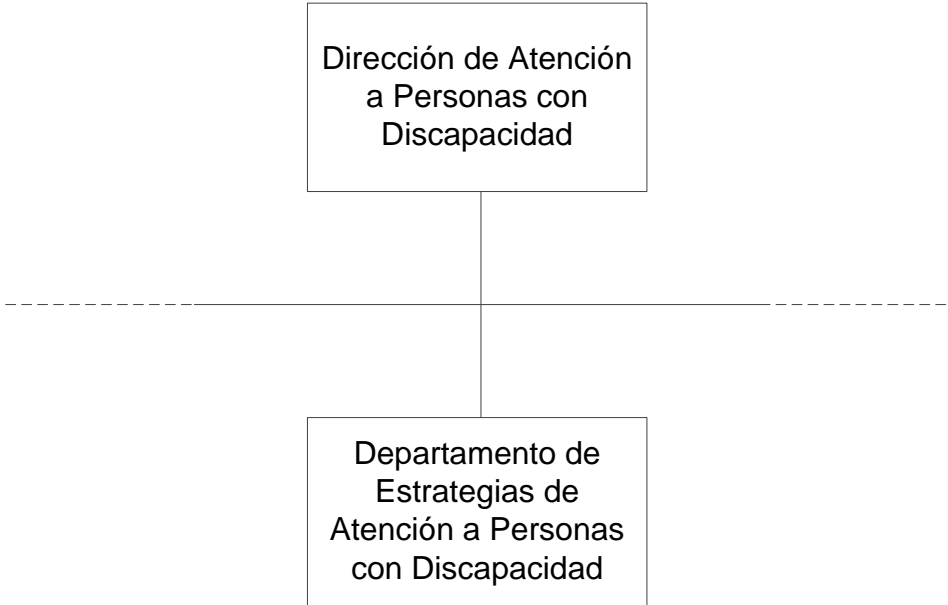 Dirección de Atención
a Personas con
Discapacidad
Departamento de
Estrategias de
Atención a Personas
con Discapacidad